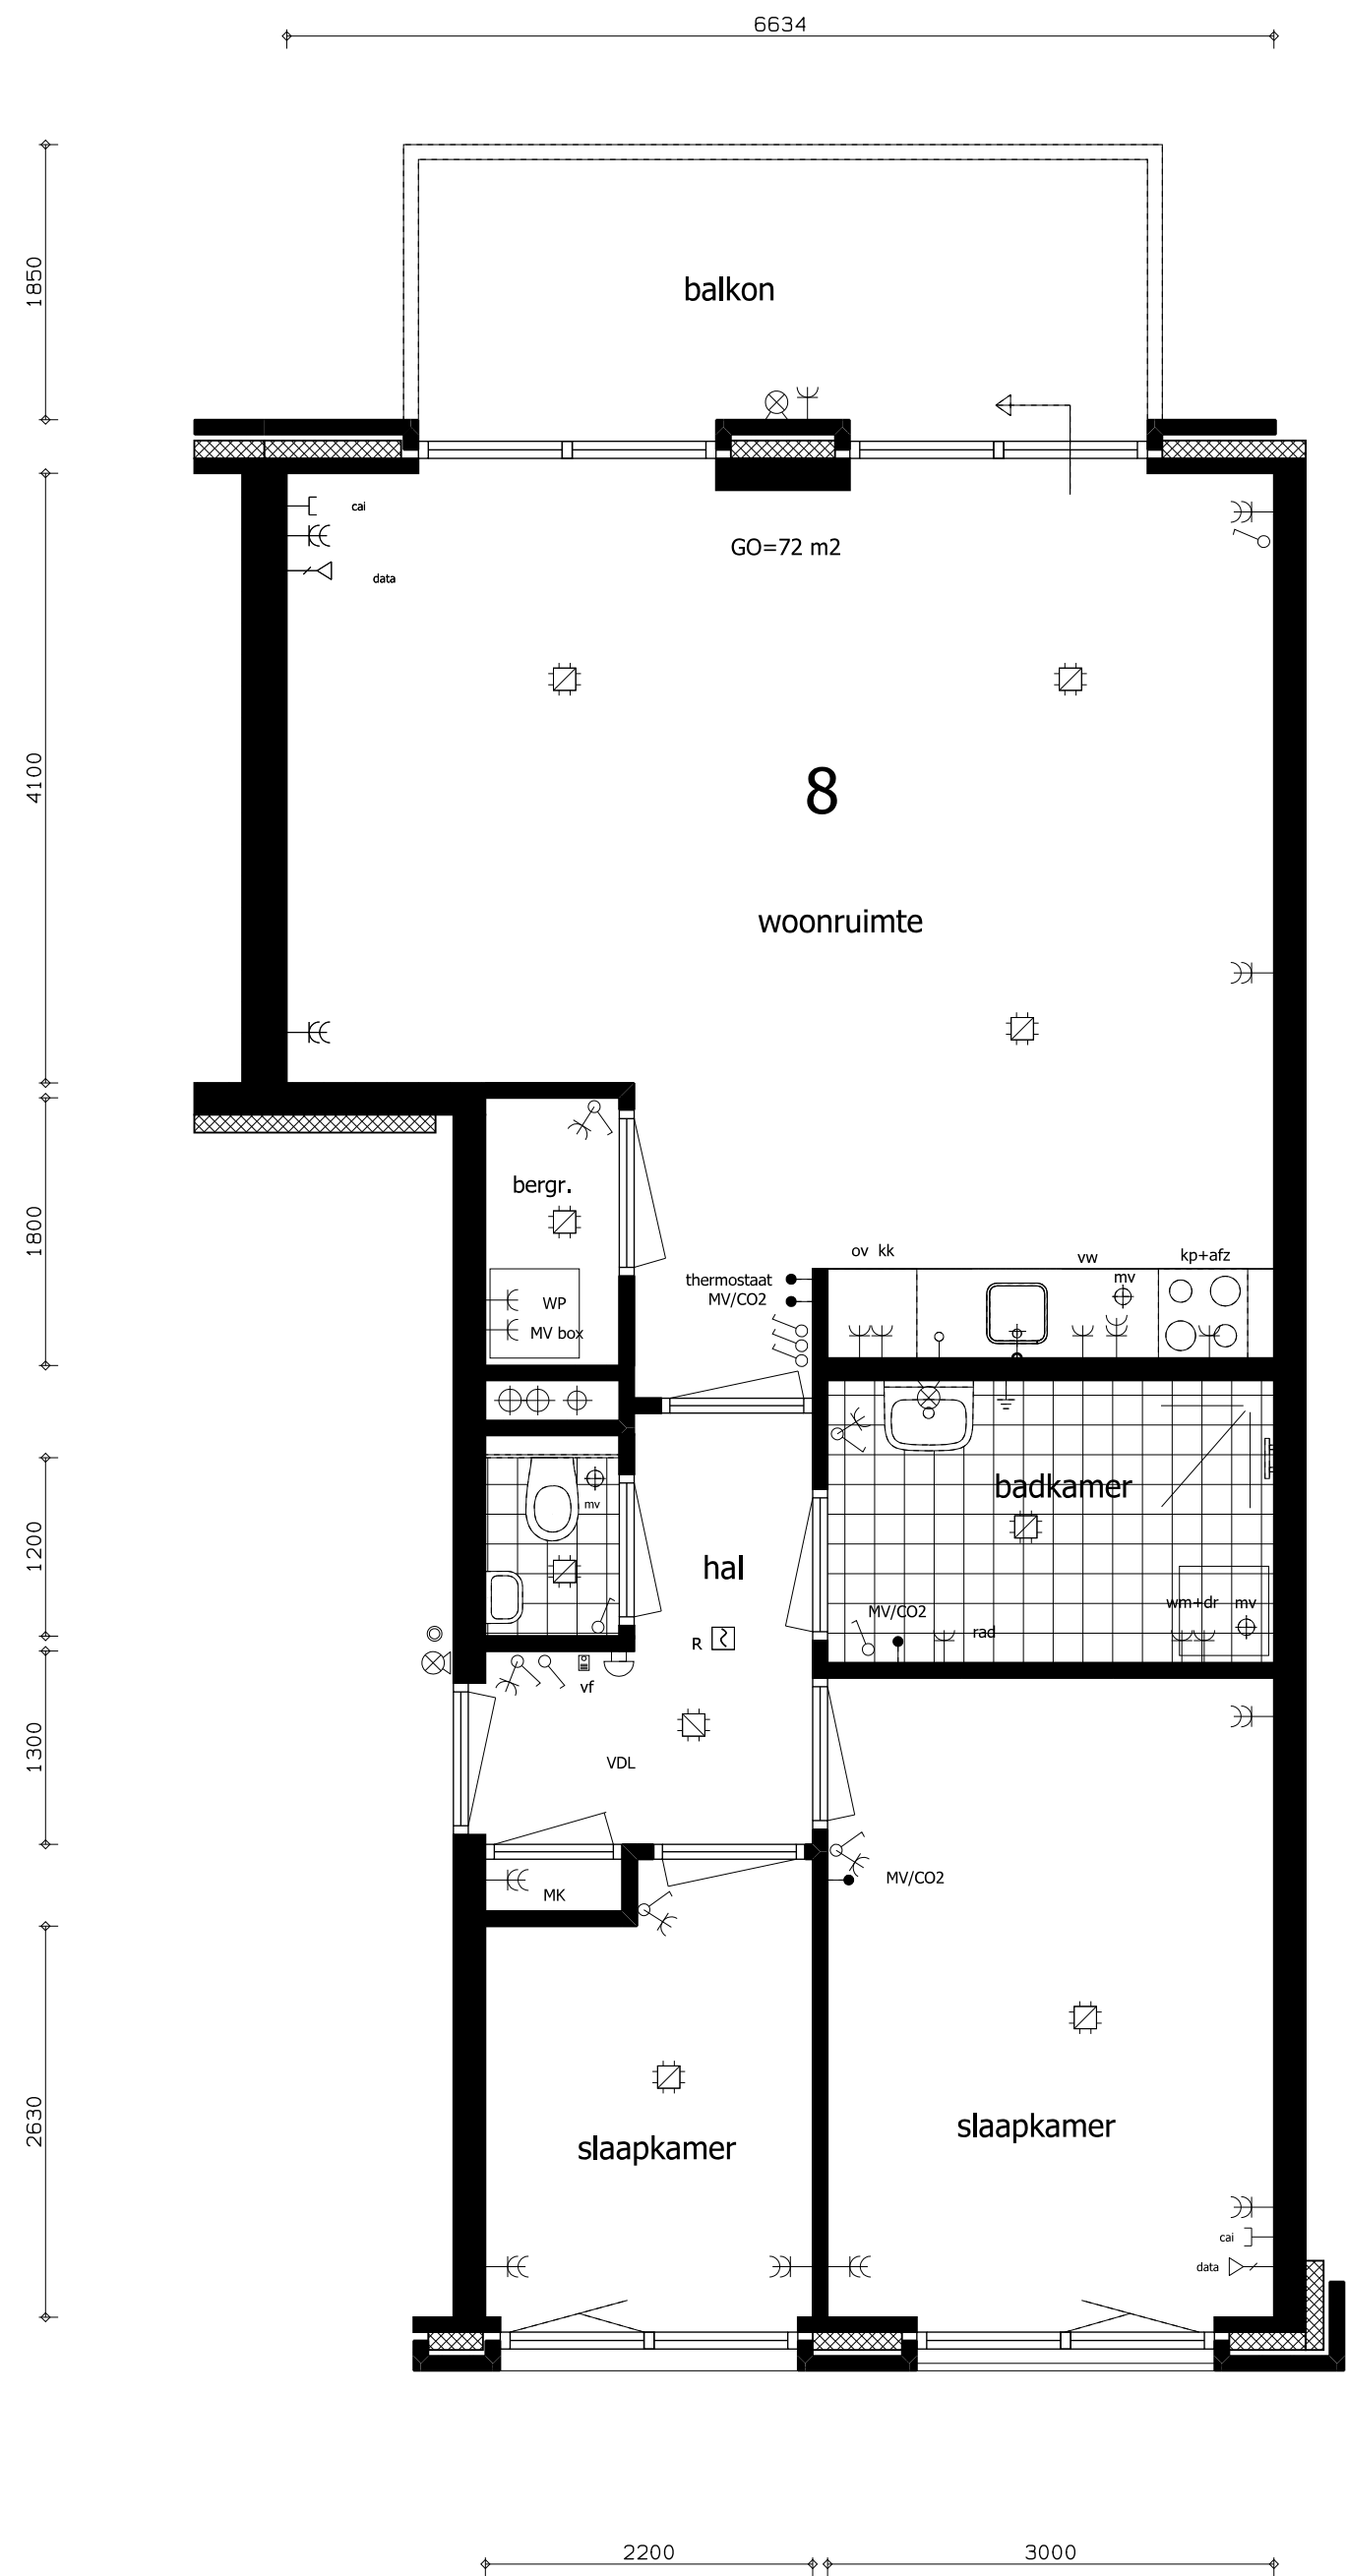 6634
1850
balkon
cai
GO=72 m2
data
4100
8
woonruimte
1800
bergr.
ov kk
vw
kp+afz
thermostaat
mv
MV/CO2
WP
MV box
badkamer
mv
1200
hal
MV/CO2
wm+dr mv
rad
R
vf
1300
VDL
MV/CO2
MK
2630
slaapkamer
slaapkamer
cai
data
2200
3000